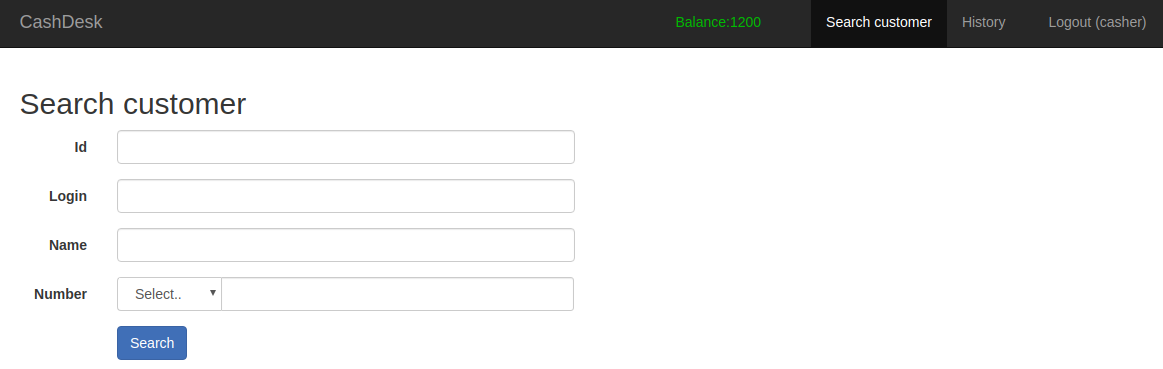 CashDesk Balance:1200 Search customer History Logout (casher)
Search customer
Id
Login
Name
Number Select..
Search